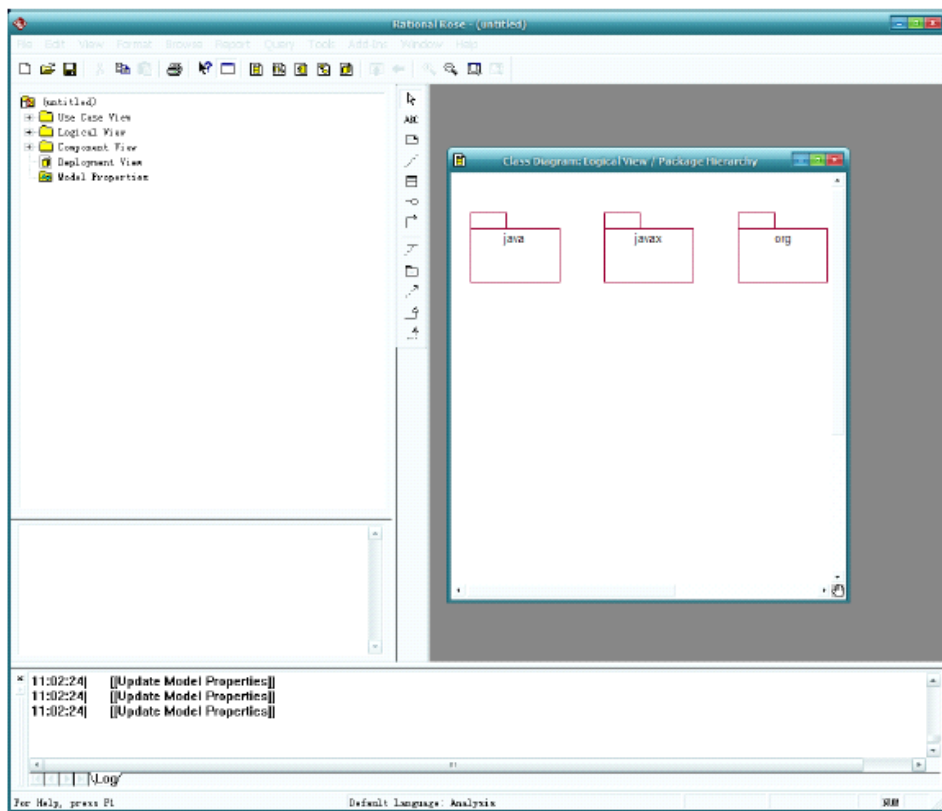 Rational Rose - (untitled)
File Edit View Format Browse Report Query Tools Add-Ins Window Help
(untitled)
Use Case View
Logical View
Component View
Deployment View
Model Properties
ABC
Class Diagram: Logical View / Package Hierarchy
java javax org
11:02:24| [[Update Model Properties]]
11:02:24| [[Update Model Properties]]
11:02:24| [[Update Model Properties]]
Log
For Help, press F1 Default Language: Analysis NUM